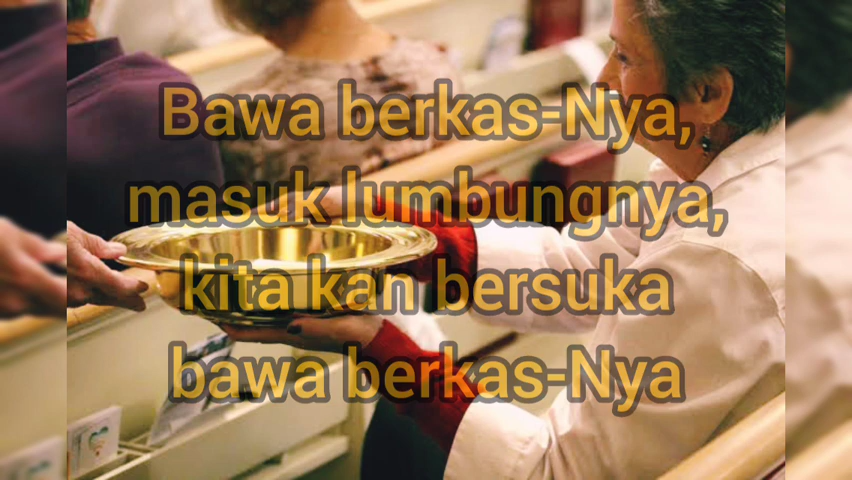 Bawa berkas-Nya,
masuk lumbungnya,
kita kan bersuka
bawa berkas-Nya